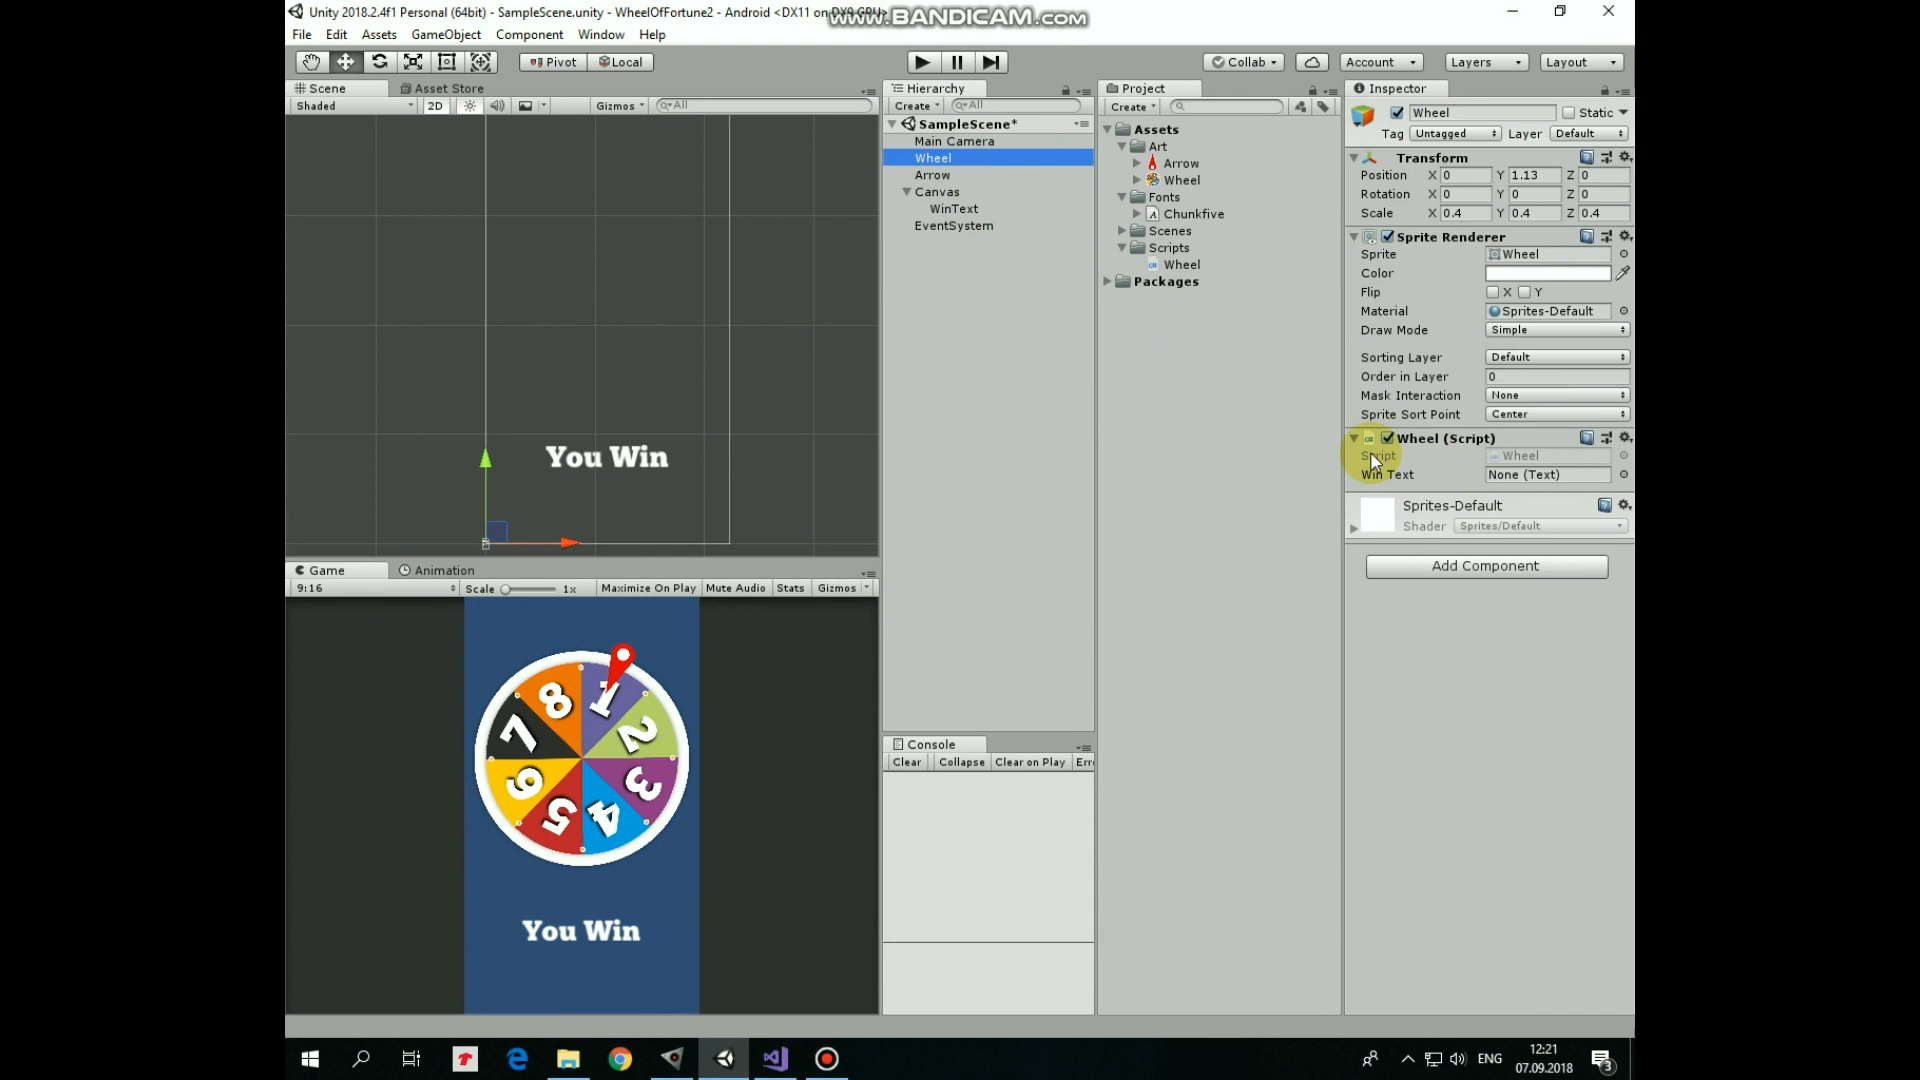 Unity 2018.2.4f1 Personal (64bit) - SampleScene.unity - WheelOfFortune2 - Android <DX11 on DX9 GPU>
www.BANDICAM.com
File Edit Assets GameObject Component Window Help
Pivot Local Collab Account Layers Layout
Scene Asset Store
Shaded 2D Gizmos All
You Win
Game Animation
9:16 Scale 1x Maximize On Play Mute Audio Stats Gizmos
1
2
3
4
5
6
7
8
You Win
Hierarchy
Create All
SampleScene*
Main Camera
Wheel
Arrow
Canvas
WinText
EventSystem
Console
Clear Collapse Clear on Play Err
Project
Create
Assets
Art
Arrow
Wheel
Fonts
Chunkfive
Scenes
Scripts
Wheel
Packages
Inspector
Wheel Static
Tag Untagged Layer Default
Transform
Position X 0 Y 1.13 Z 0
Rotation X 0 Y 0 Z 0
Scale X 0.4 Y 0.4 Z 0.4
Sprite Renderer
Sprite Wheel
Color
Flip X Y
Material Sprites-Default
Draw Mode Simple
Sorting Layer Default
Order in Layer 0
Mask Interaction None
Sprite Sort Point Center
Wheel (Script)
Script Wheel
Win Text None (Text)
Sprites-Default
Shader Sprites/Default
Add Component
ENG
12:21
07.09.2018
3